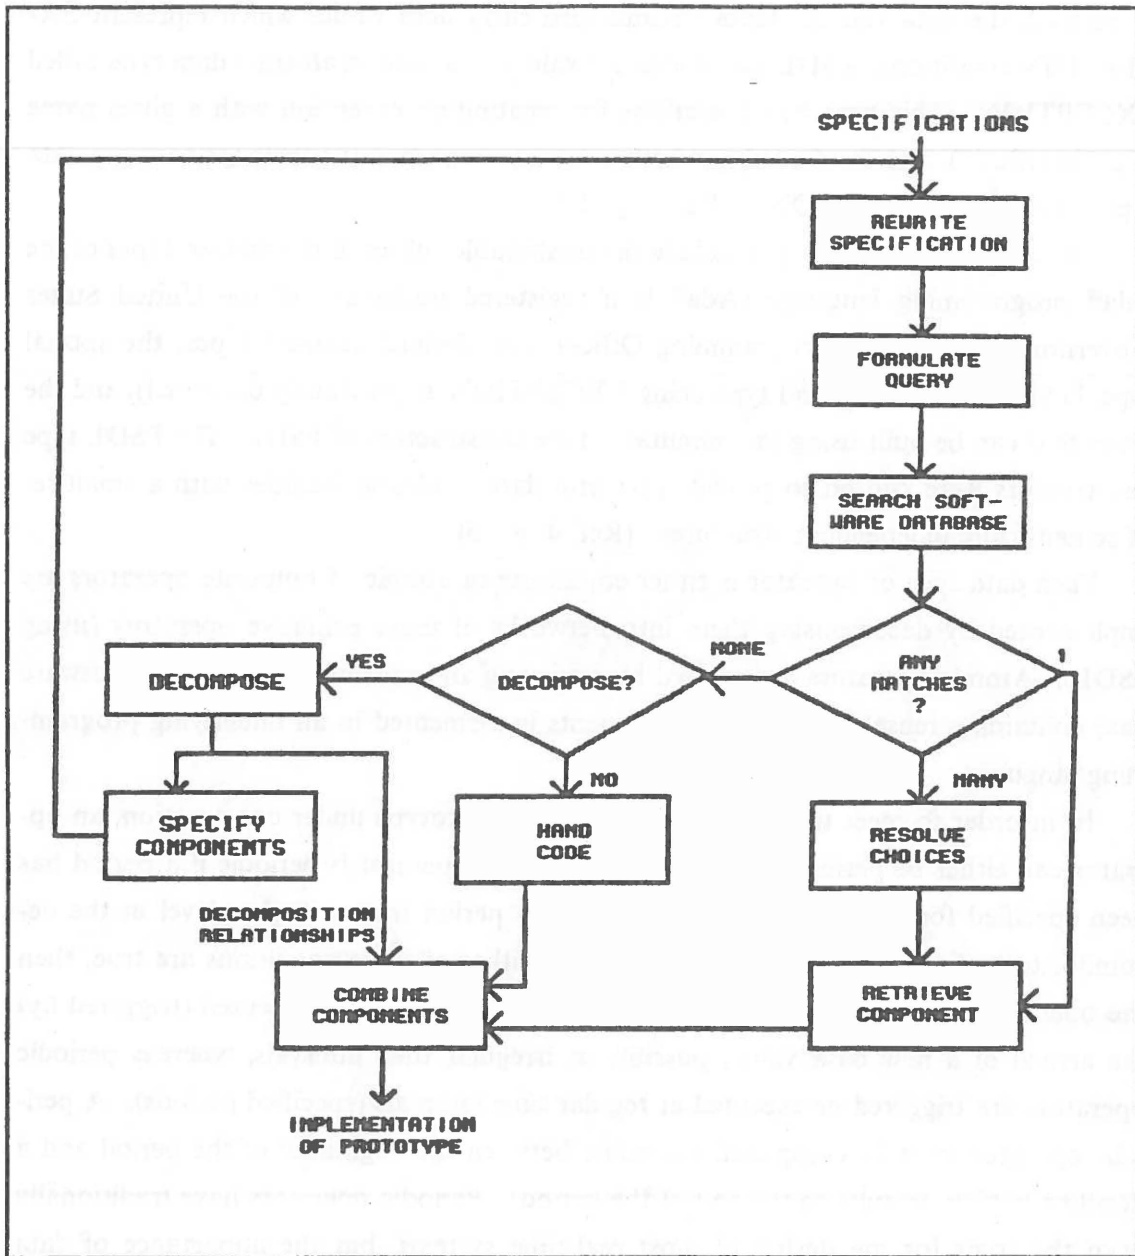 SPECIFICATIONS
REWRITE
SPECIFICATION
FORMULATE
QUERY
SEARCH SOFT-
WARE DATABASE
ANY
MATCHES
?
1
NONE
DECOMPOSE?
YES
DECOMPOSE
NO
MANY
SPECIFY
COMPONENTS
HAND
CODE
RESOLVE
CHOICES
DECOMPOSITION
RELATIONSHIPS
COMBINE
COMPONENTS
RETRIEVE
COMPONENT
IMPLEMENTATION
OF PROTOTYPE